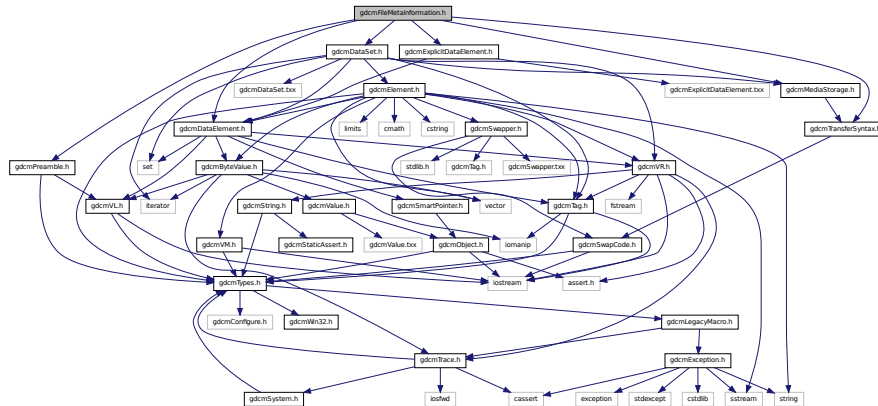 gdcmFileMetaInformation.h
gdcmDataSet.h
gdcmExplicitDataElement.h
gdcmDataSet.txx
gdcmElement.h
gdcmExplicitDataElement.txx
gdcmMediaStorage.h
gdcmDataElement.h
limits
cmath
cstring
gdcmSwapper.h
gdcmTransferSyntax.h
gdcmPreamble.h
set
gdcmByteValue.h
stdlib.h
gdcmTag.h
gdcmSwapper.txx
gdcmVR.h
gdcmVL.h
iterator
gdcmString.h
gdcmValue.h
gdcmSmartPointer.h
vector
gdcmTag.h
fstream
gdcmVM.h
gdcmStaticAssert.h
gdcmValue.txx
gdcmObject.h
iomanip
gdcmSwapCode.h
gdcmTypes.h
iostream
assert.h
gdcmConfigure.h
gdcmWin32.h
gdcmLegacyMacro.h
gdcmTrace.h
gdcmException.h
gdcmSystem.h
iosfwd
cassert
exception
stdexcept
cstdlib
sstream
string